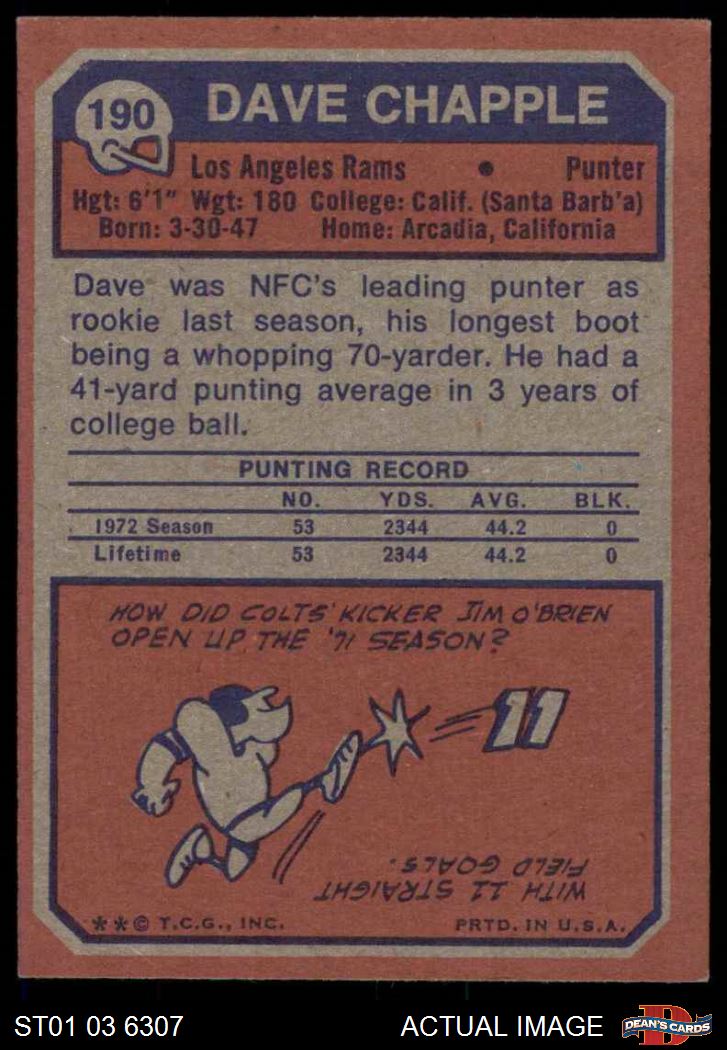 190
DAVE CHAPPLE
Los Angeles Rams • Punter
Hgt: 6'1" Wgt: 180 College: Calif. (Santa Barb'a)
Born: 3-30-47 Home: Arcadia, California
Dave was NFC's leading punter as
rookie last season, his longest boot
being a whopping 70-yarder. He had a
41-yard punting average in 3 years of
college ball.
PUNTING RECORD
NO. YDS. AVG. BLK.
1972 Season 53 2344 44.2 0
Lifetime 53 2344 44.2 0
HOW DID COLTS' KICKER JIM O'BRIEN
OPEN UP THE '71 SEASON?
11
WITH 11 STRAIGHT
FIELD GOALS.
**© T.C.G., INC. PRTD. IN U.S.A.
ST01 03 6307 ACTUAL IMAGE
D
DEAN'S CARDS